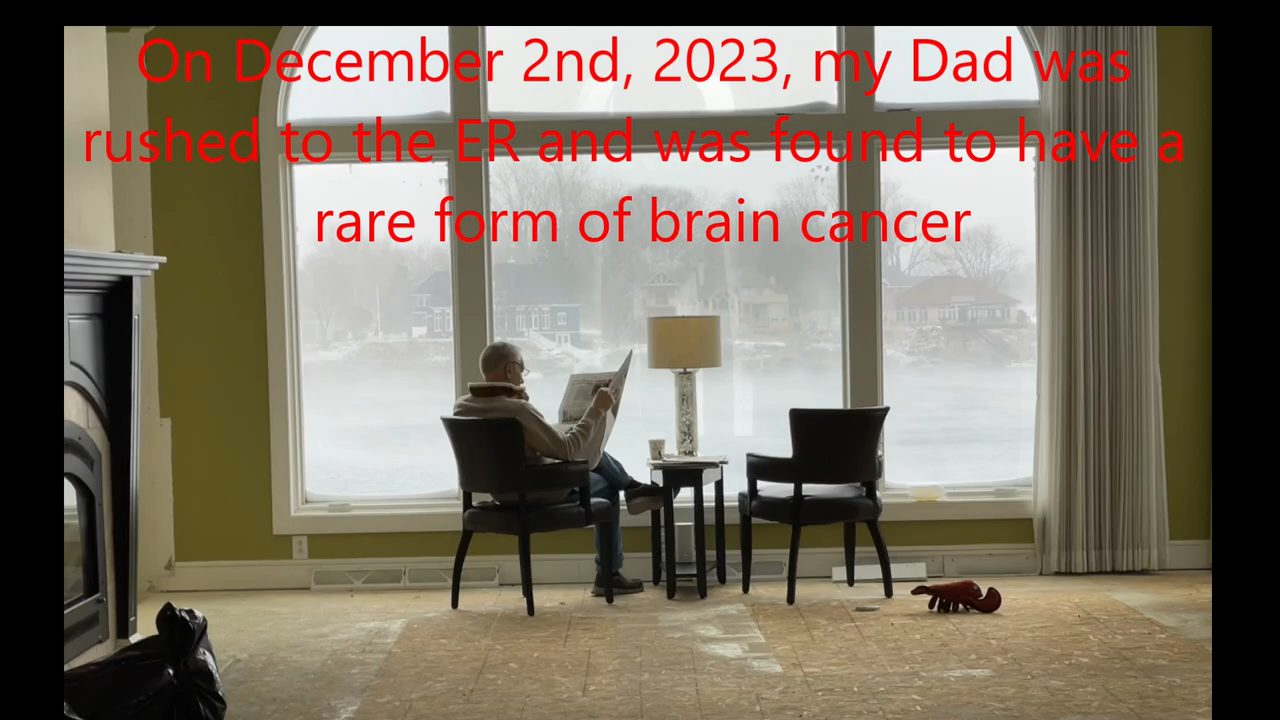 On December 2nd, 2023, my Dad was
rushed to the ER and was found to have a
rare form of brain cancer